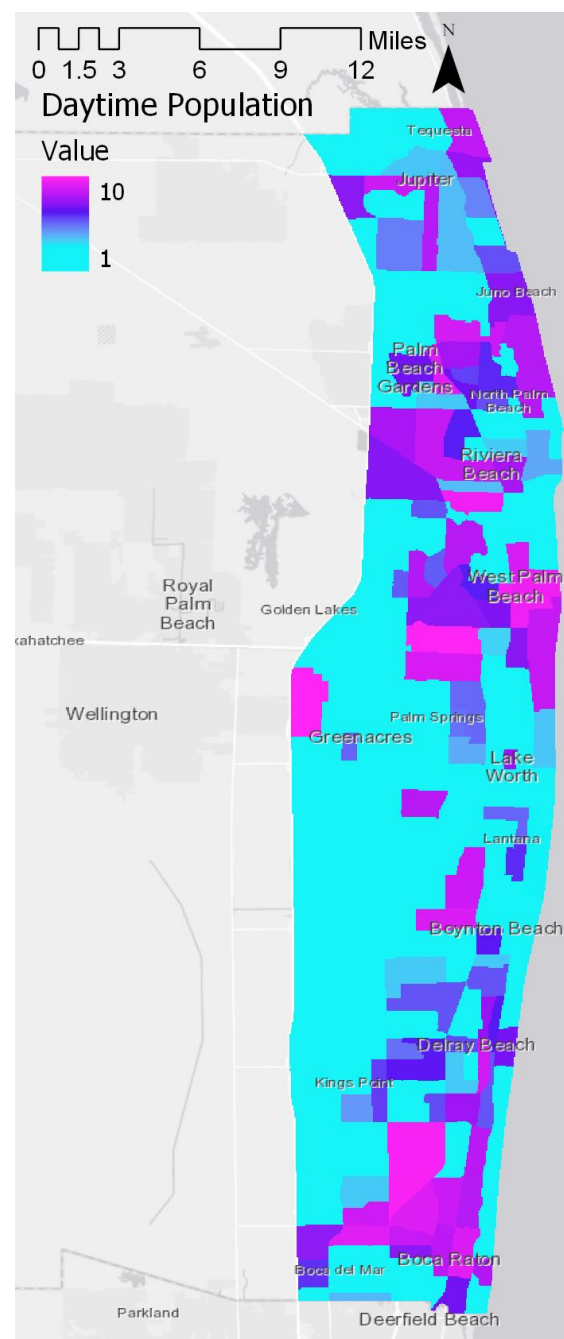 N
Miles
0 1.5 3 6 9 12
Daytime Population
Value
10
1
Tequesta
Jupiter
Juno Beach
Palm
Beach
Gardens
North Palm
Beach
Riviera
Beach
West Palm
Beach
Royal
Palm
Beach
Golden Lakes
xahatchee
Wellington
Palm Springs
Greenacres
Lake
Worth
Lantana
Boynton Beach
Delray Beach
Kings Point
Boca Raton
Boca del Mar
Parkland
Deerfield Beach